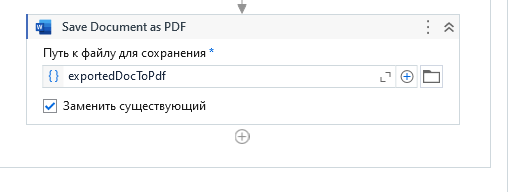 Save Document as PDF
Путь к файлу для сохранения *
{ } exportedDocToPdf
Заменить существующий